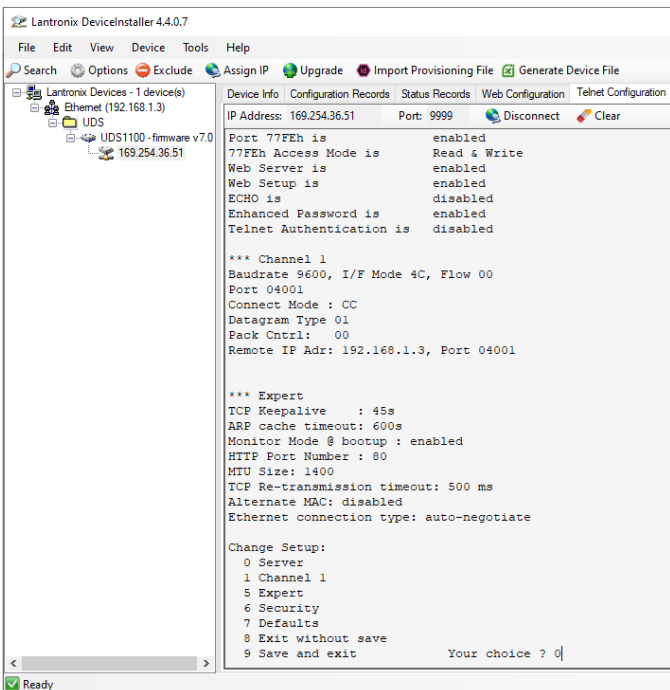 Lantronix DeviceInstaller 4.4.0.7
File Edit View Device Tools Help
Search Options Exclude Assign IP Upgrade Import Provisioning File Generate Device File
Lantronix Devices - 1 device(s)
Ethernet (192.168.1.3)
UDS
UDS1100 - firmware v7.0
169.254.36.51
Device Info Configuration Records Status Records Web Configuration Telnet Configuration
IP Address: 169.254.36.51 Port: 9999 Disconnect Clear
Port 77FEh is enabled
77FEh Access Mode is Read & Write
Web Server is enabled
Web Setup is enabled
ECHO is disabled
Enhanced Password is enabled
Telnet Authentication is disabled
*** Channel 1
Baudrate 9600, I/F Mode 4C, Flow 00
Port 04001
Connect Mode : CC
Datagram Type 01
Pack Cntrl: 00
Remote IP Adr: 192.168.1.3, Port 04001
*** Expert
TCP Keepalive : 45s
ARP cache timeout: 600s
Monitor Mode @ bootup : enabled
HTTP Port Number : 80
MTU Size: 1400
TCP Re-transmission timeout: 500 ms
Alternate MAC: disabled
Ethernet connection type: auto-negotiate
Change Setup:
0 Server
1 Channel 1
5 Expert
6 Security
7 Defaults
8 Exit without save
9 Save and exit Your choice ? 0
Ready